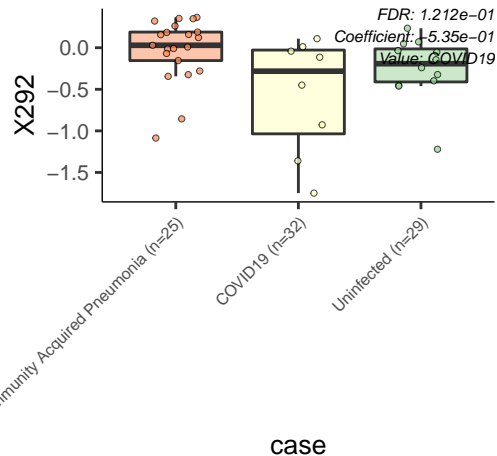 FDR: 1.212e−01
Coefficient: −5.35e−01
Value: COVID19
0.0
−0.5
−1.0
−1.5
X292
Acquired Pneumonia (n=25)
COVID19 (n=32)
Uninfected (n=29)
case